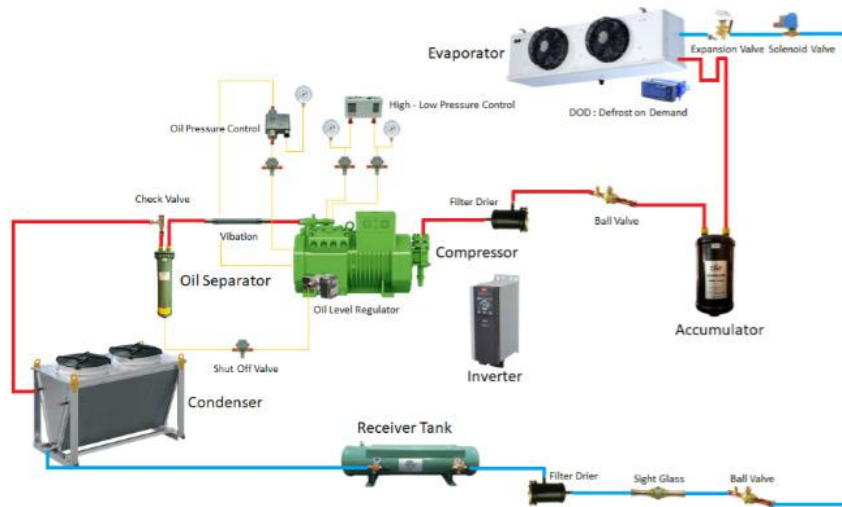 Evaporator
Expansion Valve
Solenoid Valve
DOD : Defrost on Demand
High - Low Pressure Control
Oil Pressure Control
Check Valve
Vibation
Filter Drier
Ball Valve
Compressor
Oil Separator
Oil Level Regulator
Accumulator
Inverter
Shut Off Valve
Condenser
Receiver Tank
Filter Drier
Sight Glass
Ball Valve